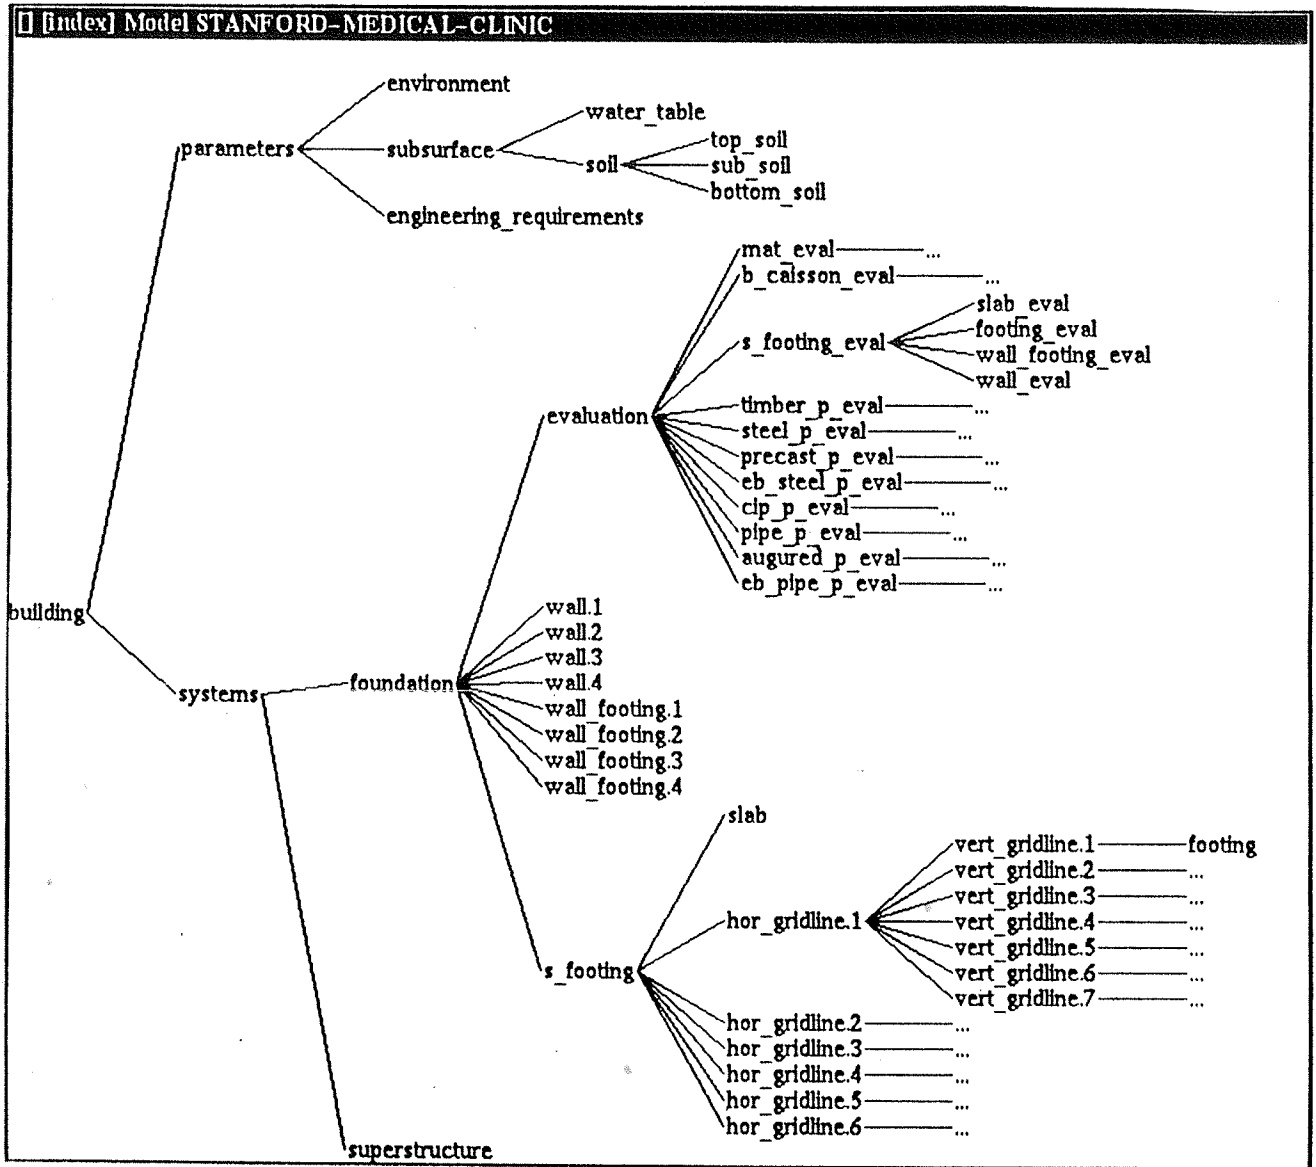 [index] Model STANFORD-MEDICAL-CLINIC
environment
water_table
parameters
subsurface
top_soil
soil
sub_soil
bottom_soil
engineering_requirements
mat_eval ...
b_caisson_eval ...
slab_eval
footing_eval
s_footing_eval
wall_footing_eval
wall_eval
timber_p_eval ...
evaluation
steel_p_eval ...
precast_p_eval ...
eb_steel_p_eval ...
cip_p_eval ...
pipe_p_eval ...
augured_p_eval ...
eb_pipe_p_eval ...
building
wall.1
wall.2
wall.3
wall.4
systems
foundation
wall_footing.1
wall_footing.2
wall_footing.3
wall_footing.4
slab
vert_gridline.1 footing
vert_gridline.2 ...
vert_gridline.3 ...
hor_gridline.1
vert_gridline.4 ...
vert_gridline.5 ...
s_footing
vert_gridline.6 ...
vert_gridline.7 ...
hor_gridline.2 ...
hor_gridline.3 ...
hor_gridline.4 ...
hor_gridline.5 ...
hor_gridline.6 ...
superstructure